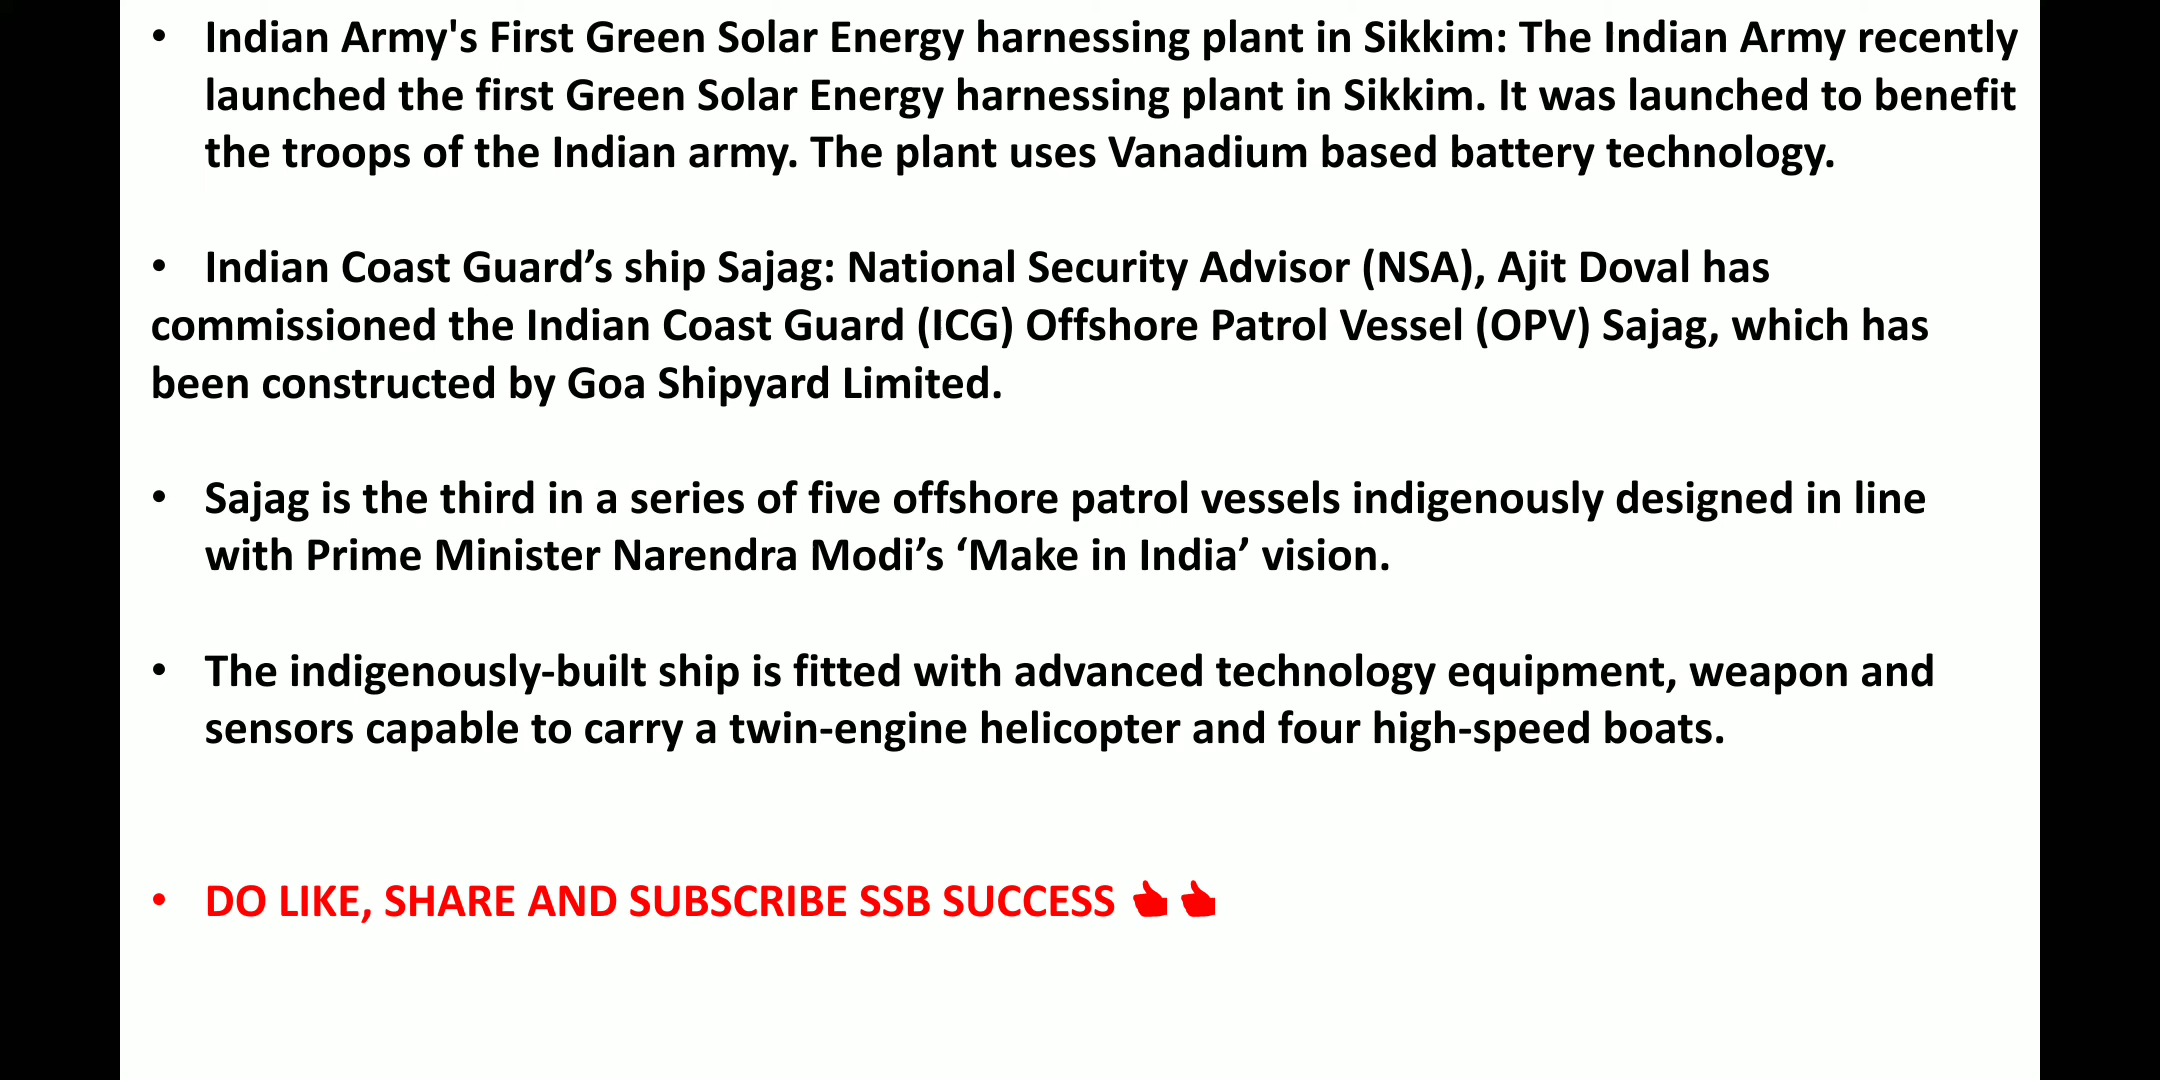 • Indian Army's First Green Solar Energy harnessing plant in Sikkim: The Indian Army recently
launched the first Green Solar Energy harnessing plant in Sikkim. It was launched to benefit
the troops of the Indian army. The plant uses Vanadium based battery technology.
• Indian Coast Guard’s ship Sajag: National Security Advisor (NSA), Ajit Doval has
commissioned the Indian Coast Guard (ICG) Offshore Patrol Vessel (OPV) Sajag, which has
been constructed by Goa Shipyard Limited.
• Sajag is the third in a series of five offshore patrol vessels indigenously designed in line
with Prime Minister Narendra Modi’s ‘Make in India’ vision.
• The indigenously-built ship is fitted with advanced technology equipment, weapon and
sensors capable to carry a twin-engine helicopter and four high-speed boats.
• DO LIKE, SHARE AND SUBSCRIBE SSB SUCCESS 👍 👍